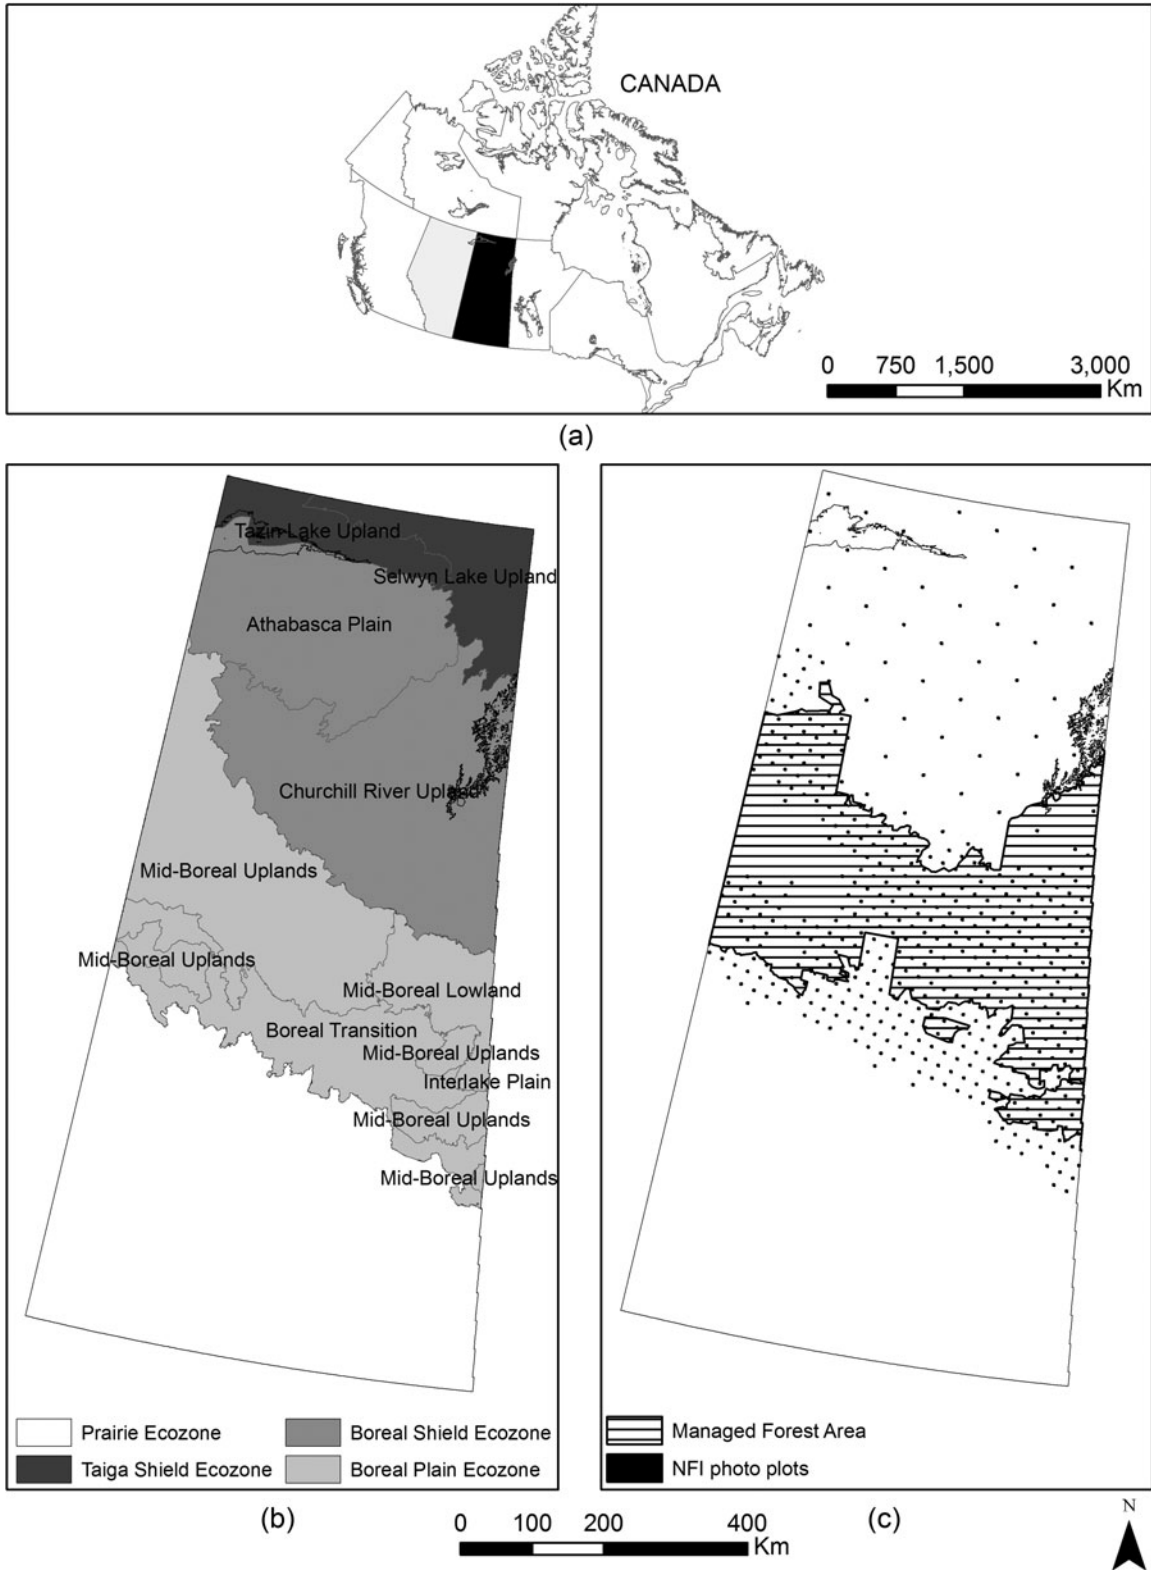 CANADA
0 750 1,500 3,000
Km
(a)
Tazin Lake Upland
Selwyn Lake Upland
Athabasca Plain
Churchill River Upland
Mid-Boreal Uplands
Mid-Boreal Uplands
Mid-Boreal Lowland
Boreal Transition
Mid-Boreal Uplands
Interlake Plain
Mid-Boreal Uplands
Mid-Boreal Uplands
Prairie Ecozone
Boreal Shield Ecozone
Taiga Shield Ecozone
Boreal Plain Ecozone
Managed Forest Area
NFI photo plots
(b)
(c)
N
0 100 200 400
Km